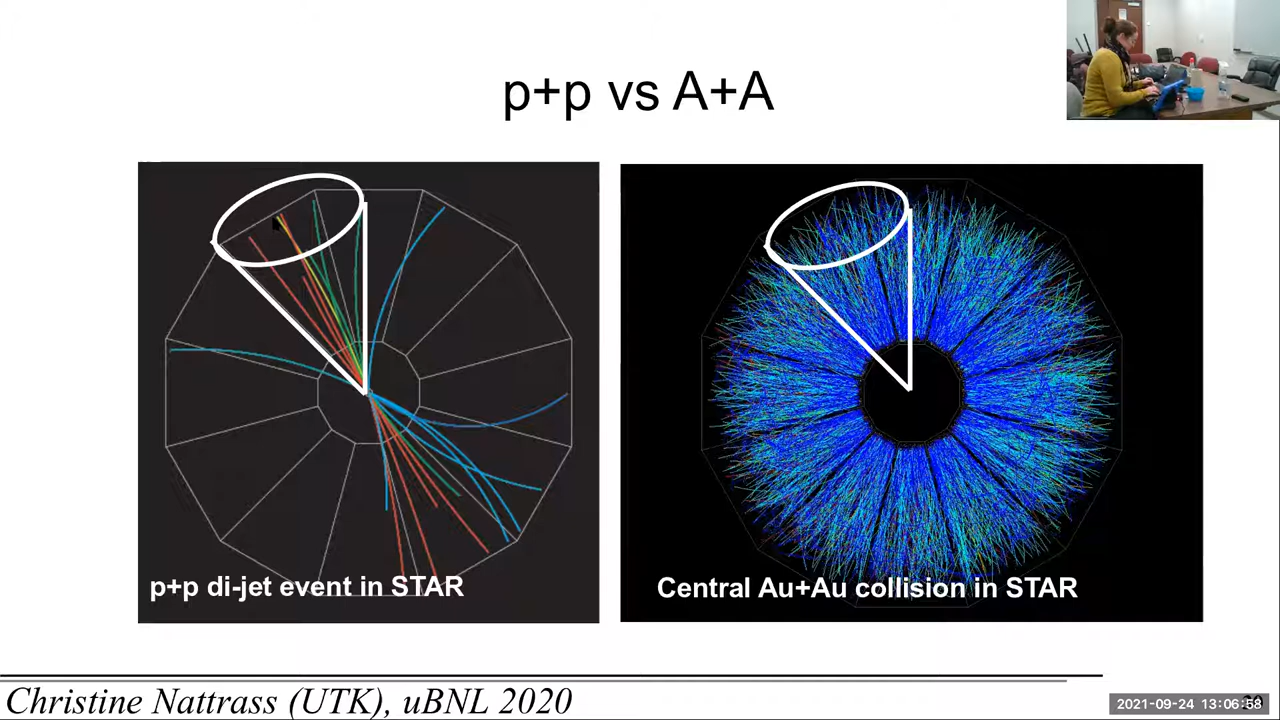 p+p vs A+A
p+p di-jet event in STAR
Central Au+Au collision in STAR
Christine Nattrass (UTK), uBNL 2020
2021-09-24 13:06:58